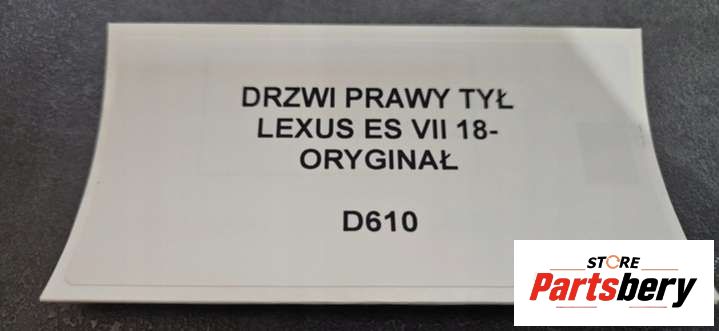 DRZWI PRAWY TYŁ
LEXUS ES VII 18-
ORYGINAŁ
D610
STORE
Partsbery